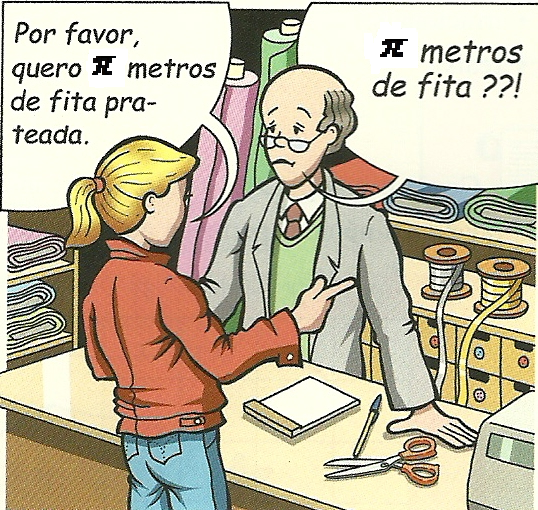 Por favor,
quero π metros
de fita pra-
teada.
π metros
de fita ??!